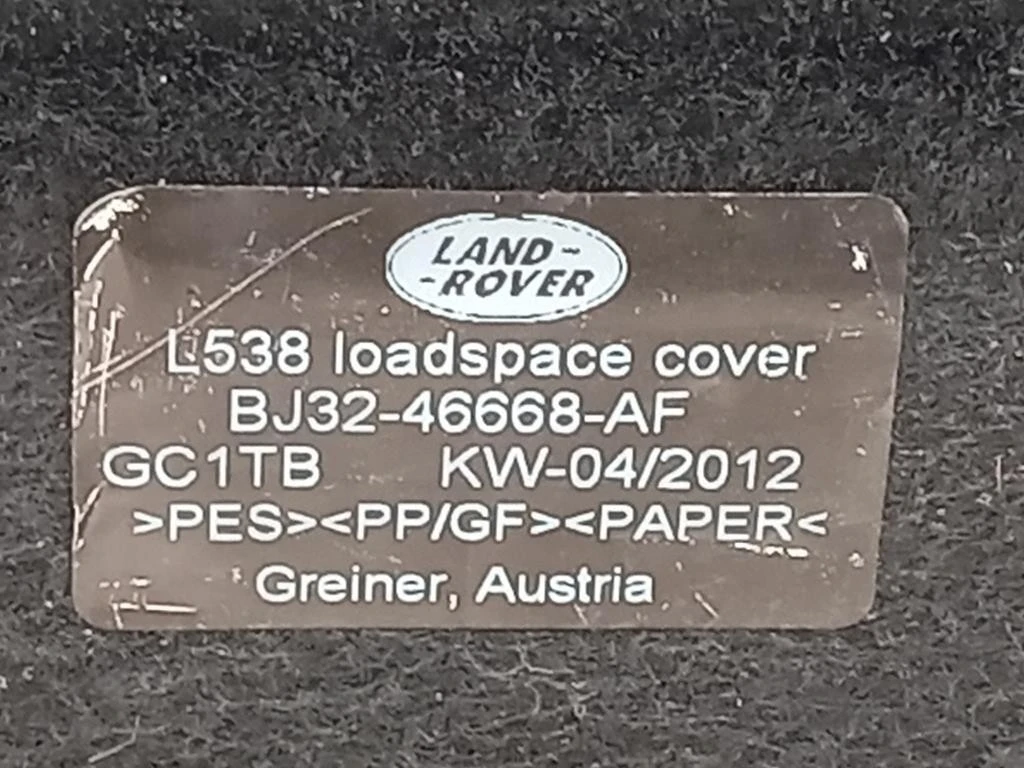 LAND-
-ROVER
L538 loadspace cover
BJ32-46668-AF
GC1TB KW-04/2012
>PES><PP/GF><PAPER<
Greiner, Austria